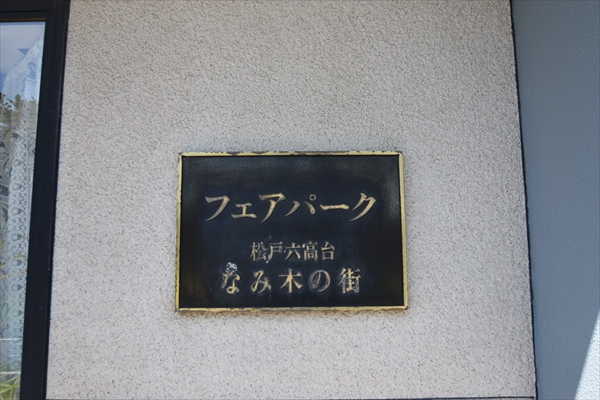 フェアパーク
松戸六高台
なみ木の街